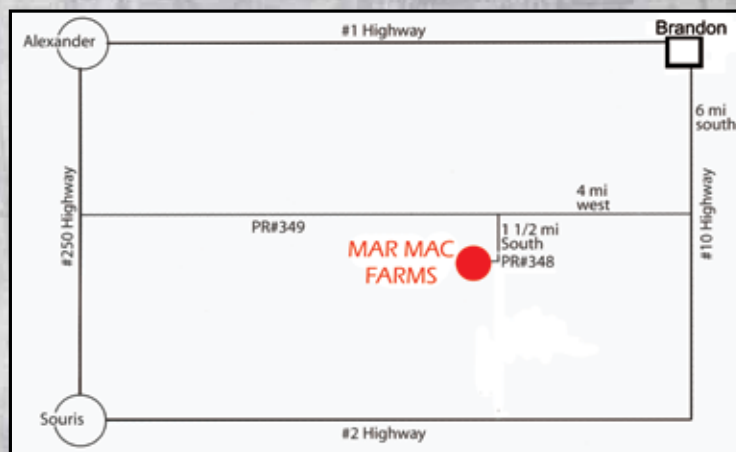 Alexander
#1 Highway
Brandon
6 mi
south
#250 Highway
4 mi
west
PR#349
1 1/2 mi
South
PR#348
#10 Highway
MAR MAC
FARMS
Souris
#2 Highway